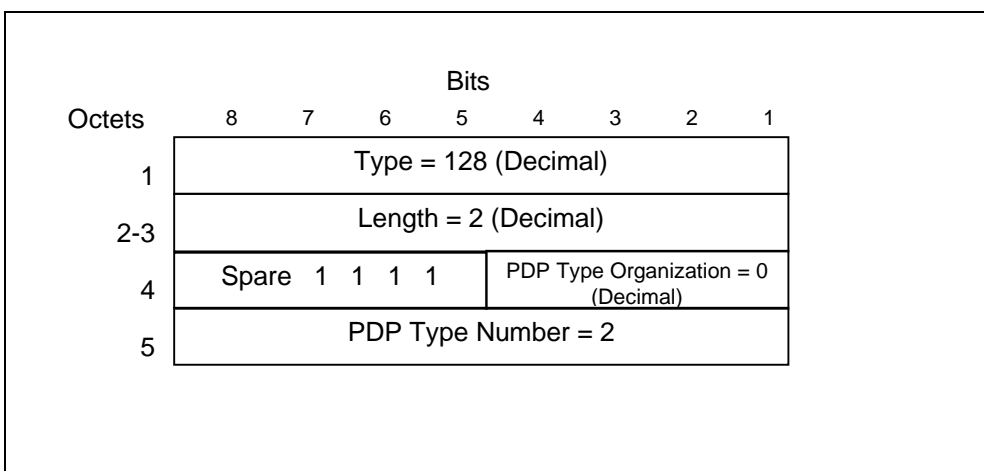 Bits
Octets 8 7 6 5 4 3 2 1
1 Type = 128 (Decimal)
2-3 Length = 2 (Decimal)
4 Spare 1 1 1 1 PDP Type Organization = 0
(Decimal)
5 PDP Type Number = 2